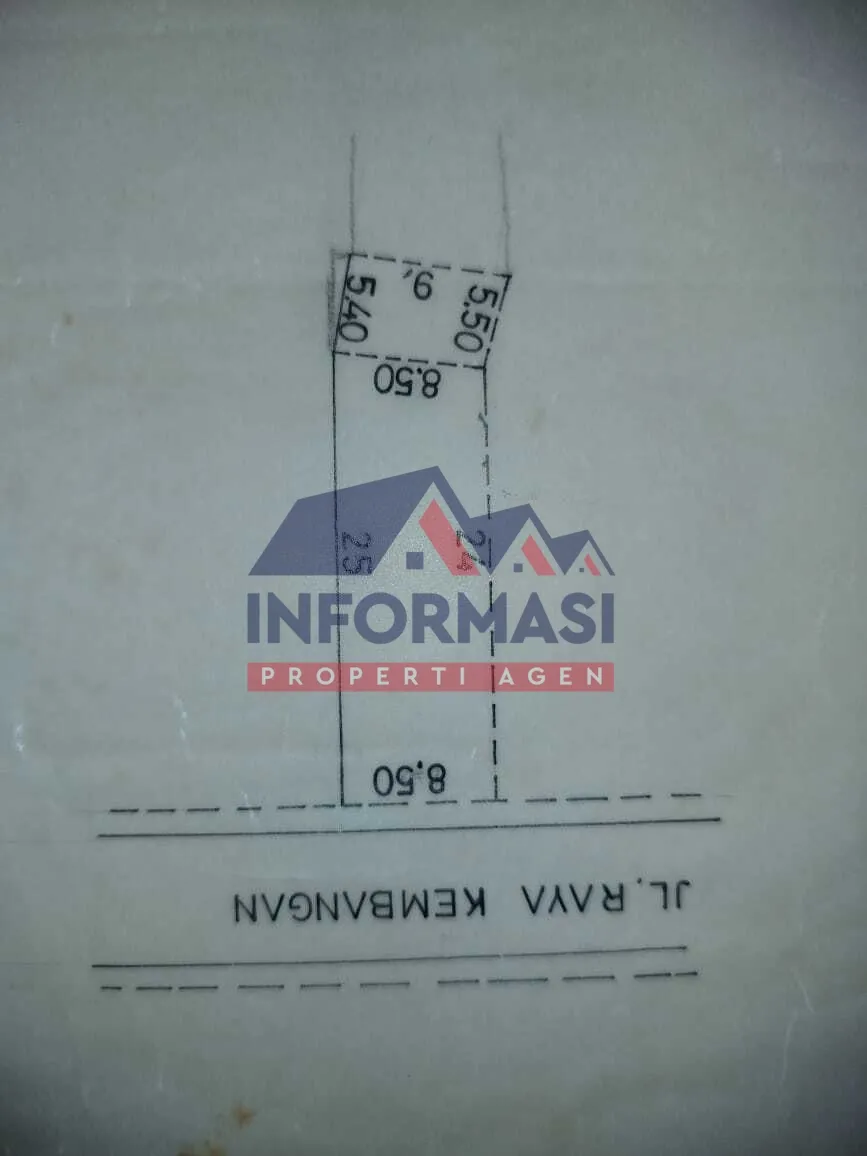 9,
5.40
5.50
8.50
25
24
INFORMASI
PROPERTI AGEN
8.50
JL. RAYA KEMBANGAN